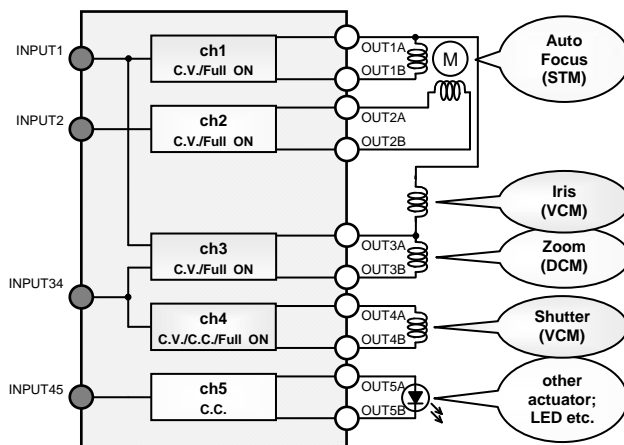 INPUT1
ch1
C.V./Full ON
OUT1A
OUT1B
M
Auto
Focus
(STM)
INPUT2
ch2
C.V./Full ON
OUT2A
OUT2B
Iris
(VCM)
ch3
C.V./Full ON
OUT3A
OUT3B
Zoom
(DCM)
INPUT34
ch4
C.V./C.C./Full ON
OUT4A
OUT4B
Shutter
(VCM)
INPUT45
ch5
C.C.
OUT5A
OUT5B
other
actuator;
LED etc.